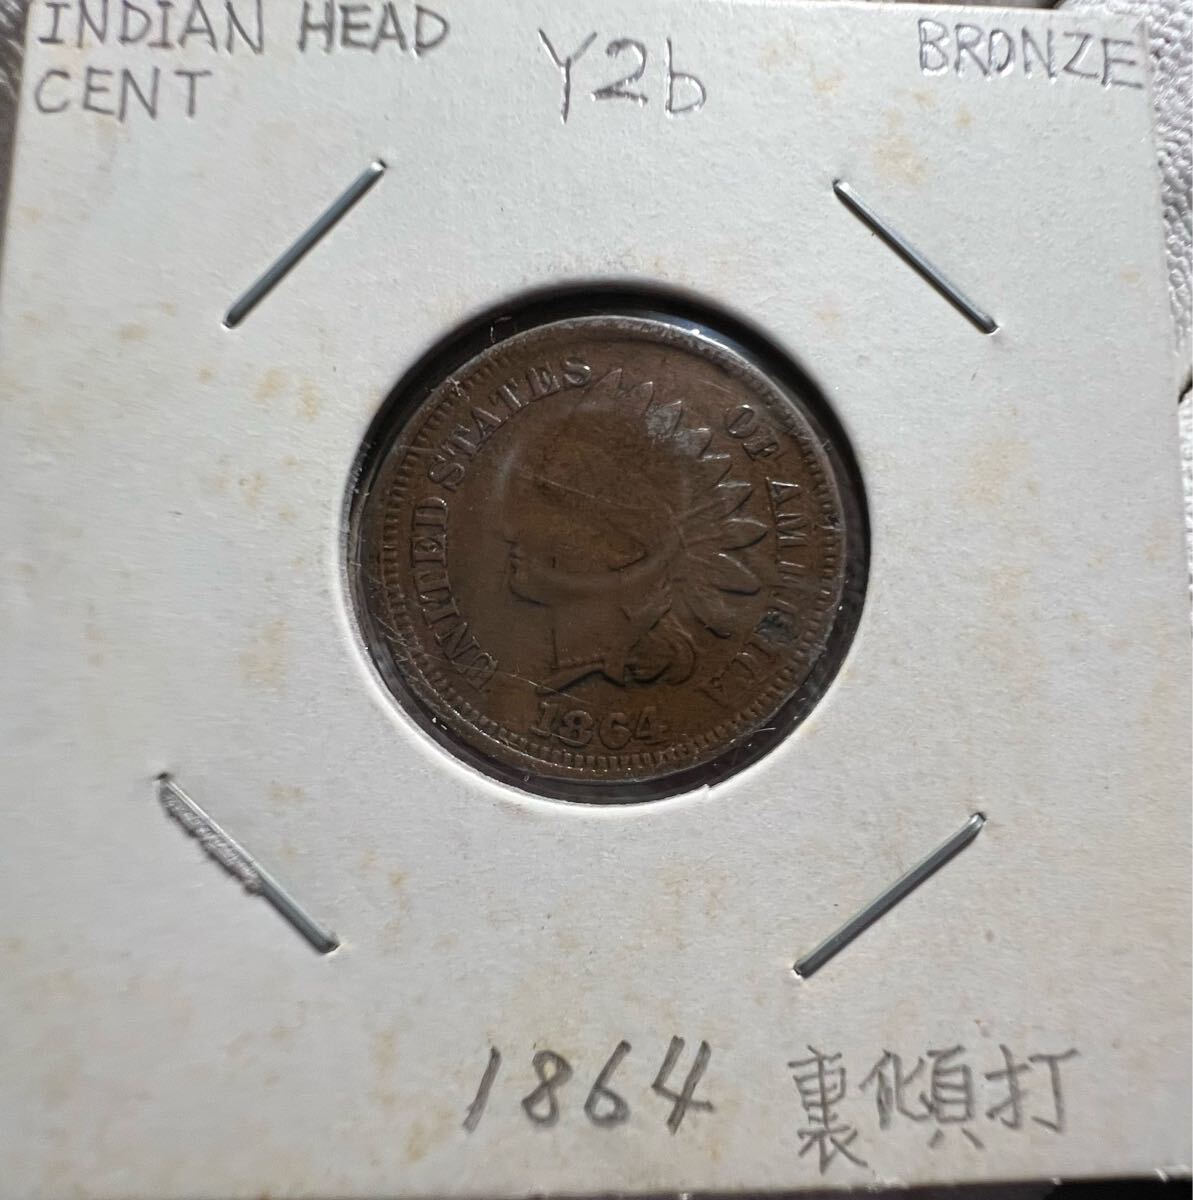 INDIAN HEAD
CENT
Y2b
BRONZE
UNITED STATES OF AMERICA
1864
1864 裏傾打